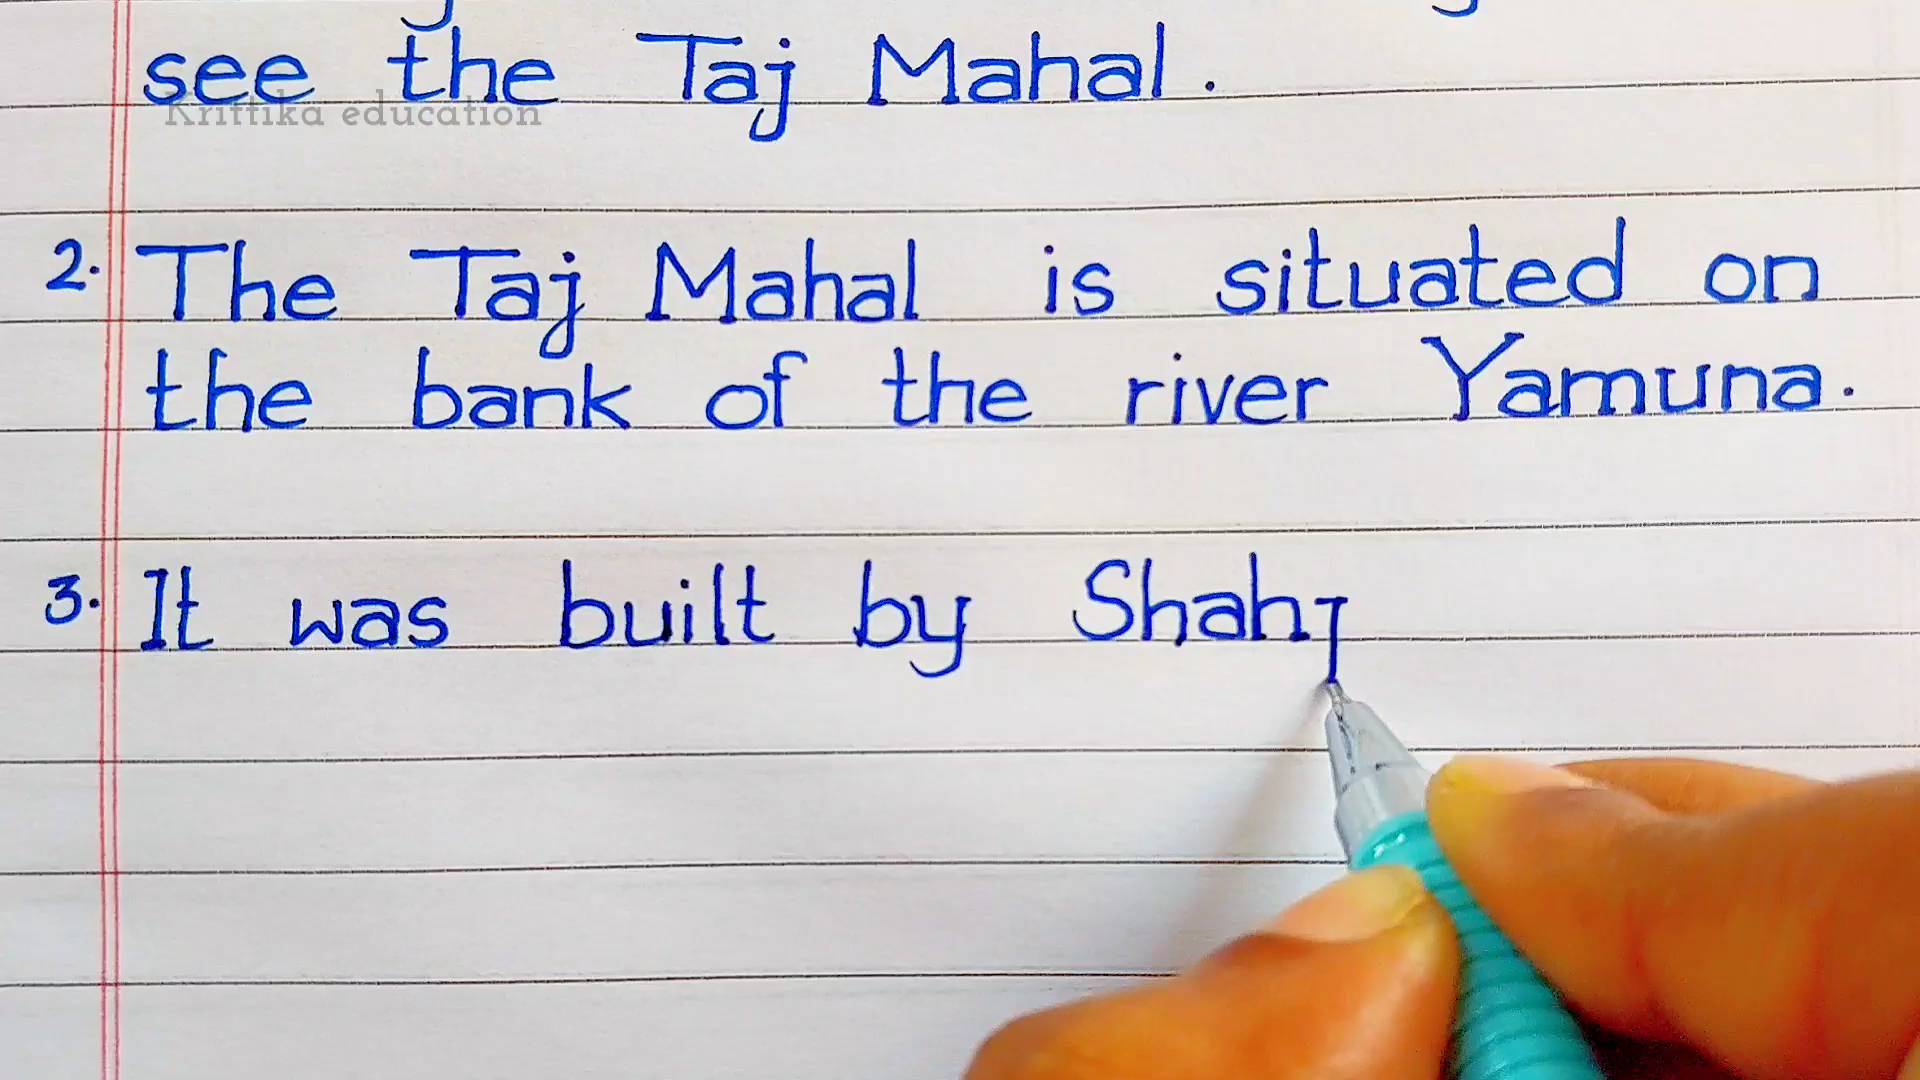 see the Taj Mahal.
Krittika education
2. The Taj Mahal is situated on
the bank of the river Yamuna.
3. It was built by Shahj